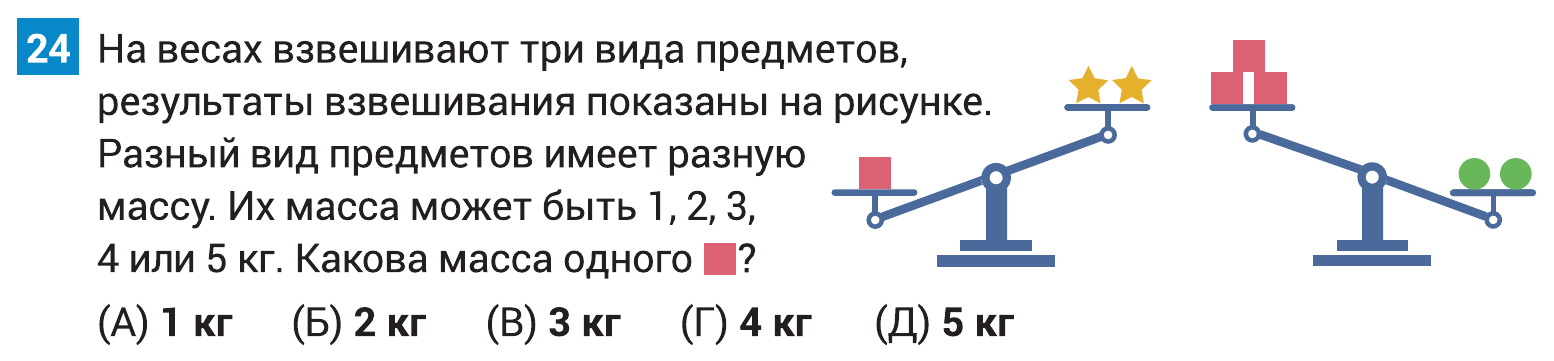 24 На весах взвешивают три вида предметов,
результаты взвешивания показаны на рисунке.
Разный вид предметов имеет разную
массу. Их масса может быть 1, 2, 3,
4 или 5 кг. Какова масса одного ?
(А) 1 кг (Б) 2 кг (В) 3 кг (Г) 4 кг (Д) 5 кг